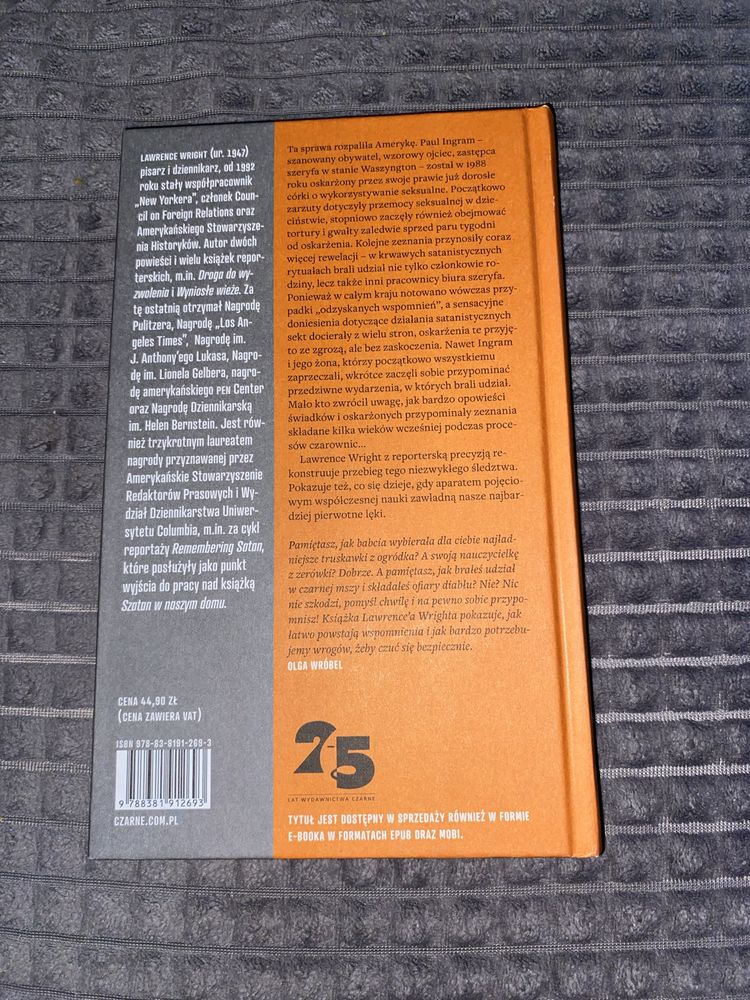 LAWRENCE WRIGHT (ur. 1947)
pisarz i dziennikarz, od 1992
roku stały współpracownik
„New Yorkera", członek Coun-
cil on Foreign Relations oraz
Amerykańskiego Stowarzysze-
nia Historyków. Autor dwóch
powieści i wielu książek repor-
terskich, m.in. Droga do wy-
zwolenia i Wyniosłe wieże. Za
tę ostatnią otrzymał Nagrodę
Pulitzera, Nagrodę „Los An-
geles Times", Nagrodę im.
J. Anthony'ego Lukasa, Nagro-
dę im. Lionela Gelbera, nagro-
dę amerykańskiego PEN Center
oraz Nagrodę Dziennikarską
im. Helen Bernstein. Jest rów-
nież trzykrotnym laureatem
nagrody przyznawanej przez
Amerykańskie Stowarzyszenie
Redaktorów Prasowych i Wy-
dział Dziennikarstwa Uniwer-
sytetu Columbia, m.in. za cykl
reportaży Remembering Satan,
które posłużyły jako punkt
wyjścia do pracy nad książką
Szatan w naszym domu.
CENA 44,90 ZŁ
(CENA ZAWIERA VAT)
ISBN 978-83-8191-269-3
9 788381 912693
CZARNE.COM.PL
Ta sprawa rozpaliła Amerykę. Paul Ingram –
szanowany obywatel, wzorowy ojciec, zastępca
szeryfa w stanie Waszyngton – został w 1988
roku oskarżony przez swoje prawie już dorosłe
córki o wykorzystywanie seksualne. Początkowo
zarzuty dotyczyły przemocy seksualnej w dzie-
ciństwie, stopniowo zaczęły również obejmować
tortury i gwałty zaledwie sprzed paru tygodni
od oskarżenia. Kolejne zeznania przynosiły coraz
więcej rewelacji – w krwawych satanistycznych
rytuałach brali udział nie tylko członkowie ro-
dziny, lecz także inni pracownicy biura szeryfa.
Ponieważ w całym kraju notowano wówczas przy-
padki „odzyskanych wspomnień", a sensacyjne
doniesienia dotyczące działania satanistycznych
sekt docierały z wielu stron, oskarżenia te przyję-
to ze zgrozą, ale bez zaskoczenia. Nawet Ingram
i jego żona, którzy początkowo wszystkiemu
zaprzeczali, wkrótce zaczęli sobie przypominać
przedziwne wydarzenia, w których brali udział.
Mało kto zwrócił uwagę, jak bardzo opowieści
świadków i oskarżonych przypominały zeznania
składane kilka wieków wcześniej podczas proce-
sów czarownic...
Lawrence Wright z reporterską precyzją re-
konstruuje przebieg tego niezwykłego śledztwa.
Pokazuje też, co się dzieje, gdy aparatem pojęcio-
wym współczesnej nauki zawładną nasze najbar-
dziej pierwotne lęki.
Pamiętasz, jak babcia wybierała dla ciebie najład-
niejsze truskawki z ogródka? A swoją nauczycielkę
z zerówki? Dobrze. A pamiętasz, jak brałeś udział
w czarnej mszy i składałeś ofiary diabłu? Nie? Nic
nie szkodzi, pomyśl chwilę i na pewno sobie przypo-
mnisz! Książka Lawrence'a Wrighta pokazuje, jak
łatwo powstają wspomnienia i jak bardzo potrzebu-
jemy wrogów, żeby czuć się bezpiecznie.
OLGA WRÓBEL
25
LAT WYDAWNICTWA CZARNE
TYTUŁ JEST DOSTĘPNY W SPRZEDAŻY RÓWNIEŻ W FORMIE
E-BOOKA W FORMATACH EPUB ORAZ MOBI.